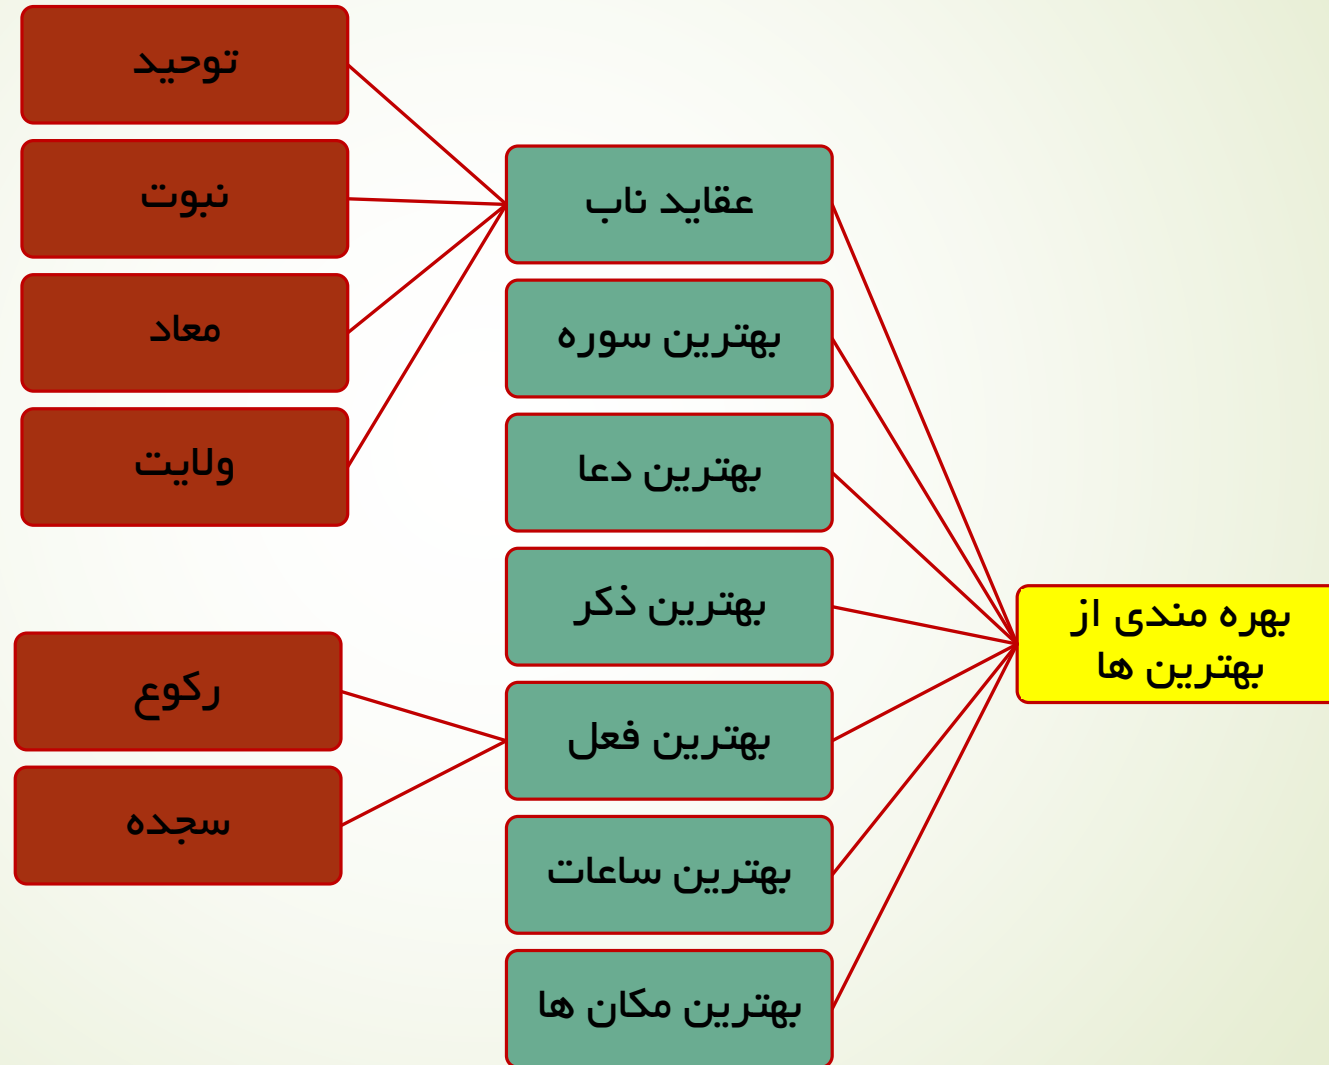 بهره مندی از
بهترین ها
عقاید ناب
توحید
نبوت
معاد
ولایت
بهترین سوره
بهترین دعا
بهترین ذکر
بهترین فعل
رکوع
سجده
بهترین ساعات
بهترین مکان ها